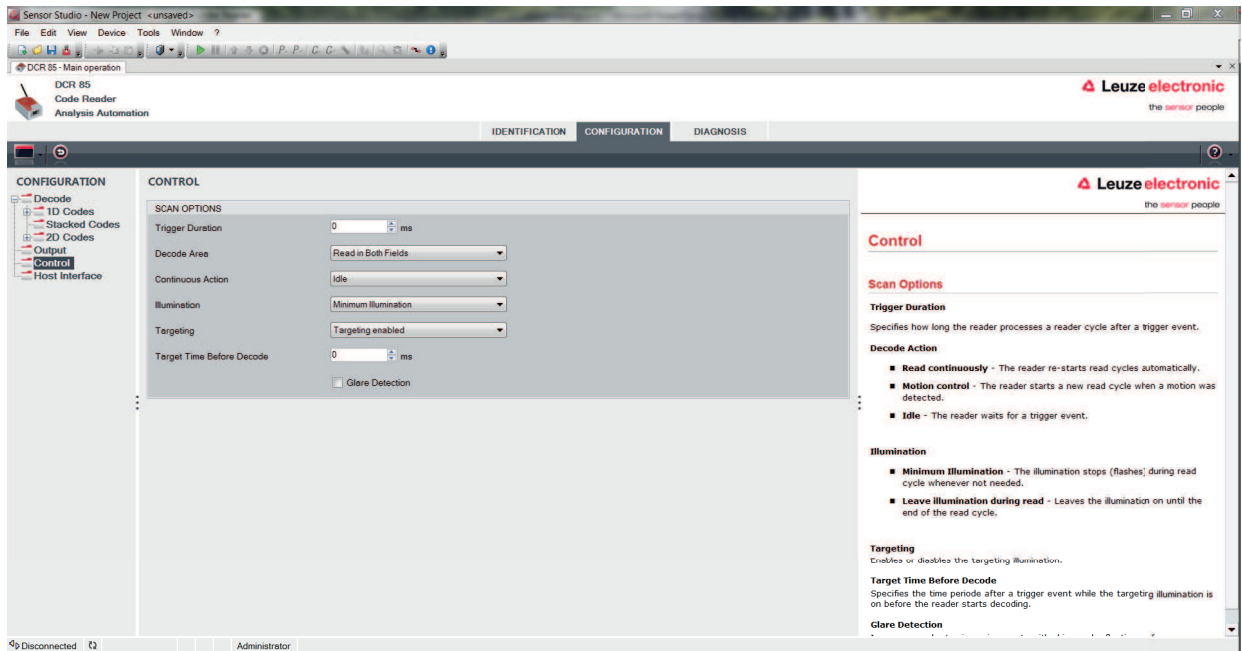 Sensor Studio - New Project <unsaved>
File Edit View Device Tools Window ?
DCR 85 - Main operation
DCR 85
Code Reader
Analysis Automation
Leuze electronic
the sensor people
IDENTIFICATION CONFIGURATION DIAGNOSIS
CONFIGURATION
Decode
1D Codes
Stacked Codes
2D Codes
Output
Control
Host Interface
CONTROL
SCAN OPTIONS
Trigger Duration 0 ms
Decode Area Read in Both Fields
Continuous Action Idle
Illumination Minimum Illumination
Targeting Targeting enabled
Target Time Before Decode 0 ms
Glare Detection
Leuze electronic
the sensor people
Control
Scan Options
Trigger Duration
Specifies how long the reader processes a reader cycle after a trigger event.
Decode Action
Read continuously - The reader re-starts read cycles automatically.
Motion control - The reader starts a new read cycle when a motion was
detected.
Idle - The reader waits for a trigger event.
Illumination
Minimum Illumination - The illumination stops (flashes) during read
cycle whenever not needed.
Leave illumination during read - Leaves the illumination on until the
end of the read cycle.
Targeting
Enables or disables the targeting illumination.
Target Time Before Decode
Specifies the time periode after a trigger event while the targeting illumination is
on before the reader starts decoding.
Glare Detection
Disconnected Administrator